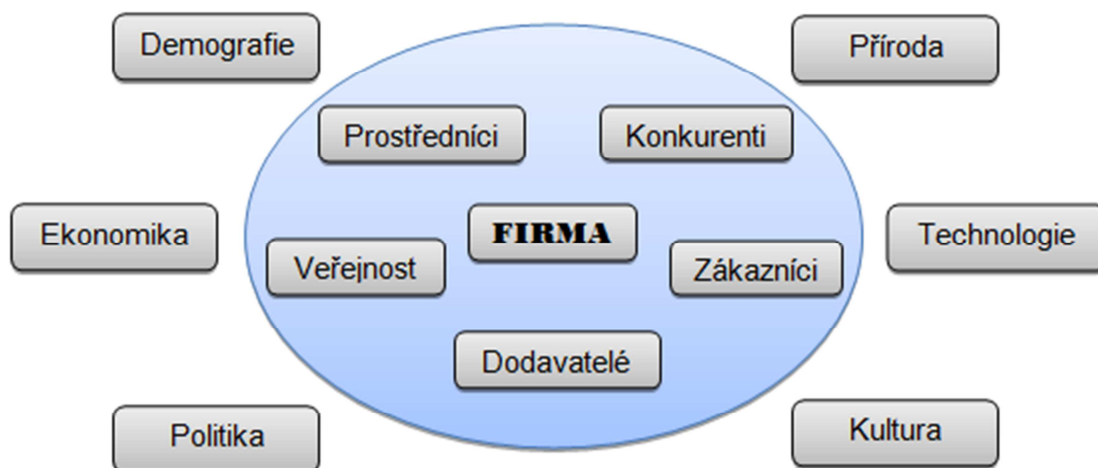 Demografie
Příroda
Prostředníci
Konkurenti
Ekonomika
FIRMA
Technologie
Veřejnost
Zákazníci
Dodavatelé
Politika
Kultura